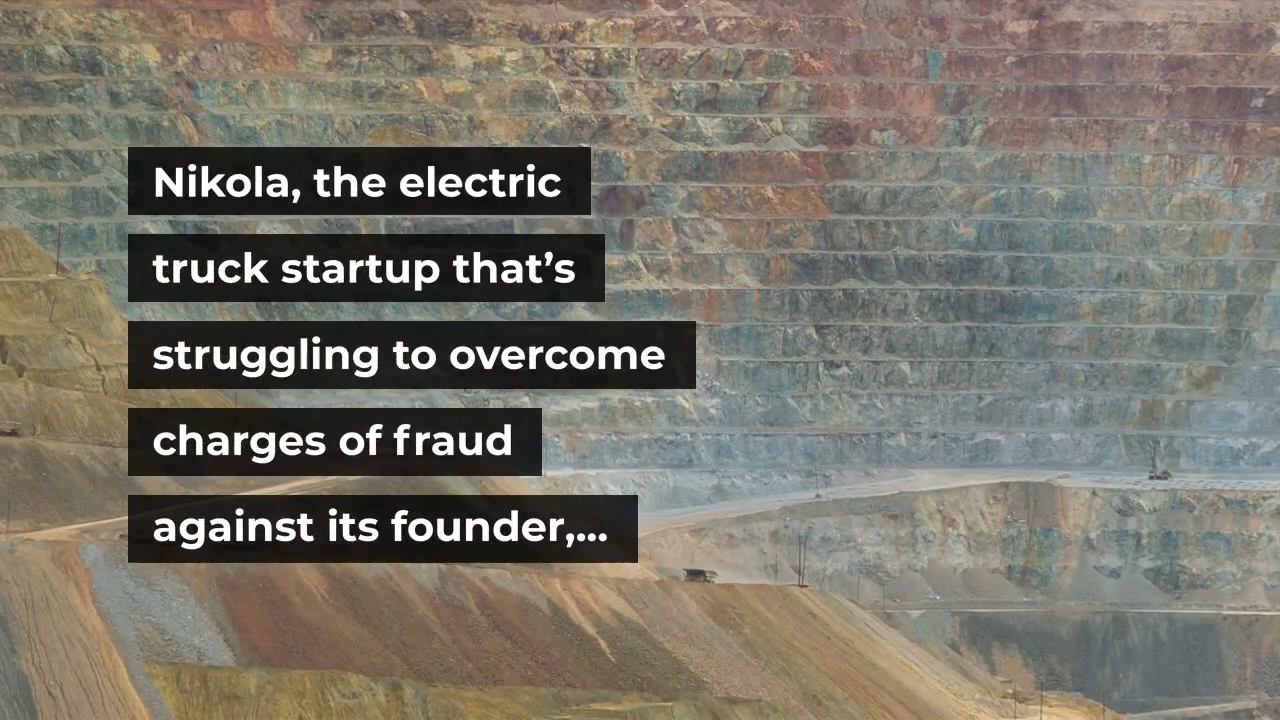 Nikola, the electric
truck startup that’s
struggling to overcome
charges of fraud
against its founder,...